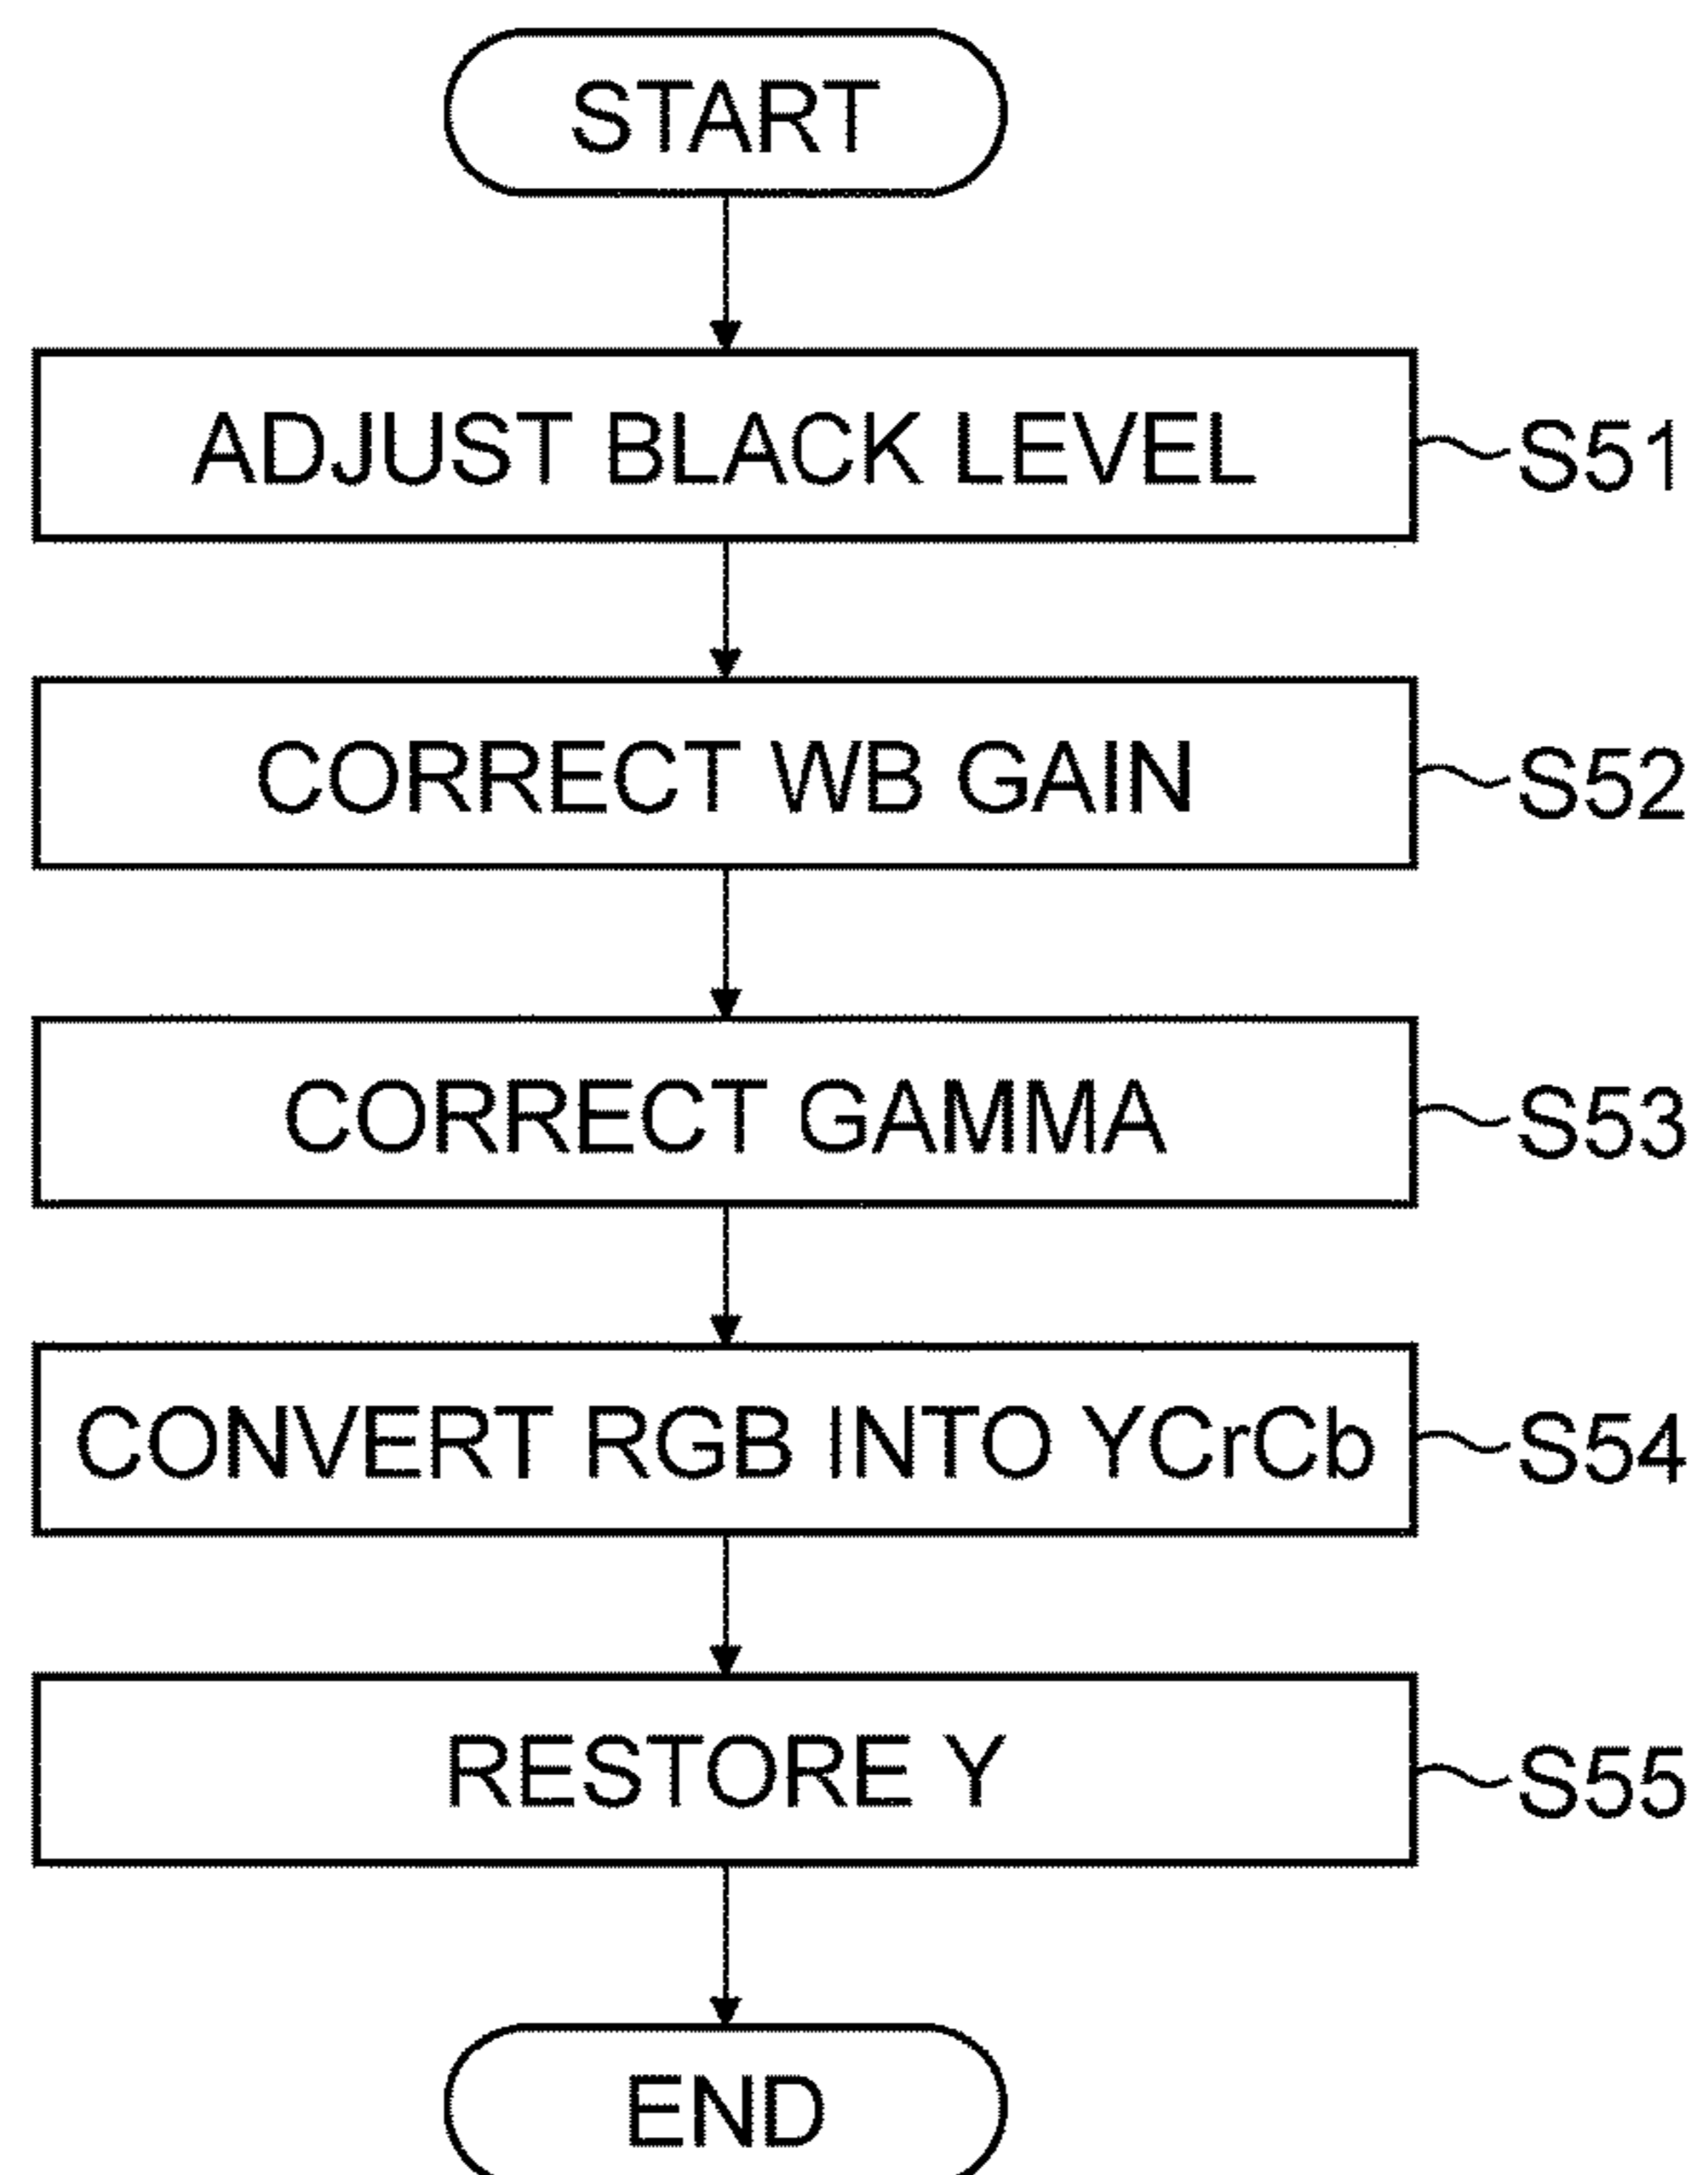 START
ADJUST BLACK LEVEL S51
CORRECT WB GAIN S52
CORRECT GAMMA S53
CONVERT RGB INTO YCrCb S54
RESTORE Y S55
END